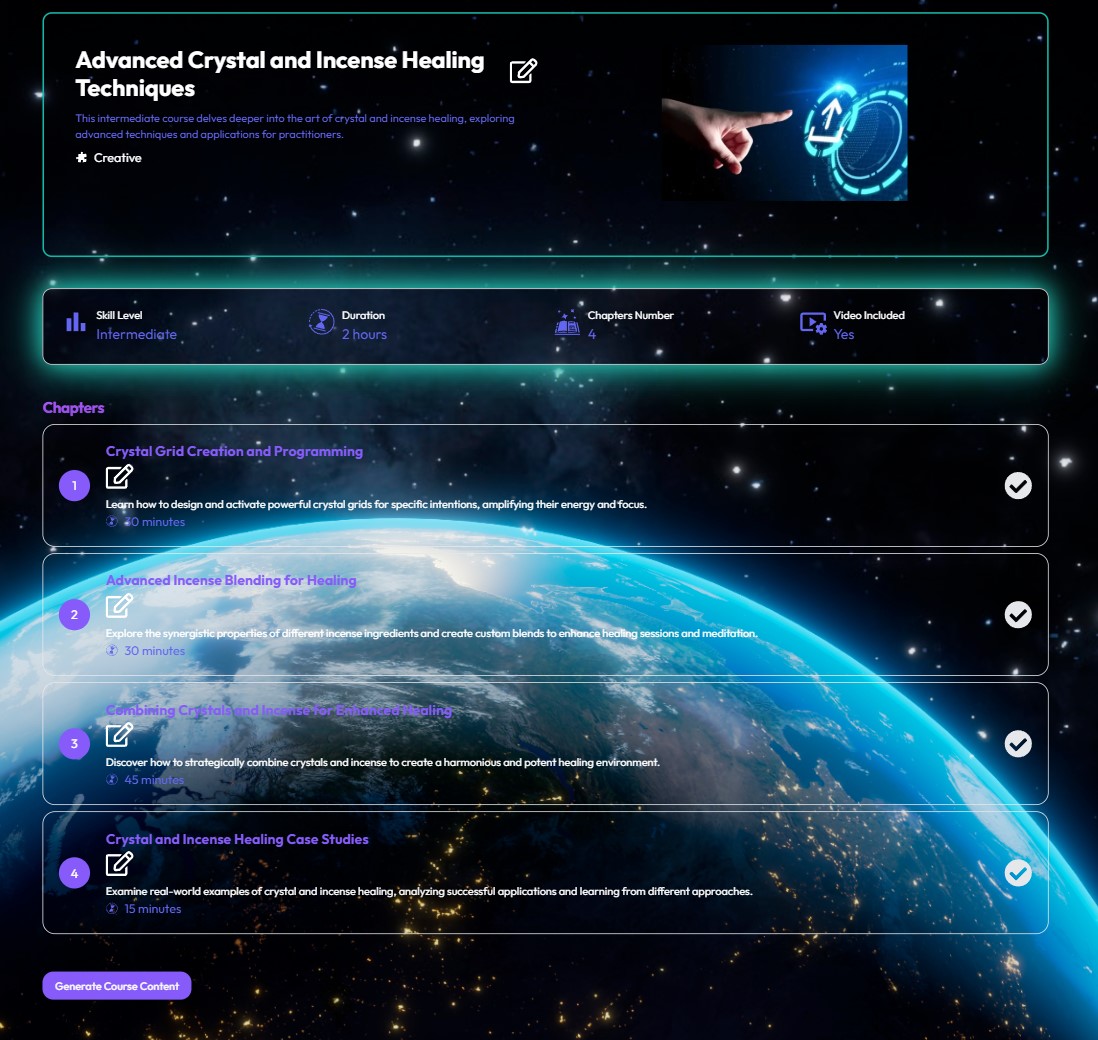 Advanced Crystal and Incense Healing
Techniques
This intermediate course delves deeper into the art of crystal and incense healing, exploring
advanced techniques and applications for practitioners.
Creative
Skill Level
Intermediate
Duration
2 hours
Chapters Number
4
Video Included
Yes
Chapters
1
Crystal Grid Creation and Programming
Learn how to design and activate powerful crystal grids for specific intentions, amplifying their energy and focus.
30 minutes
2
Advanced Incense Blending for Healing
Explore the synergistic properties of different incense ingredients and create custom blends to enhance healing sessions and meditation.
30 minutes
3
Combining Crystals and Incense for Enhanced Healing
Discover how to strategically combine crystals and incense to create a harmonious and potent healing environment.
45 minutes
4
Crystal and Incense Healing Case Studies
Examine real-world examples of crystal and incense healing, analyzing successful applications and learning from different approaches.
15 minutes
Generate Course Content